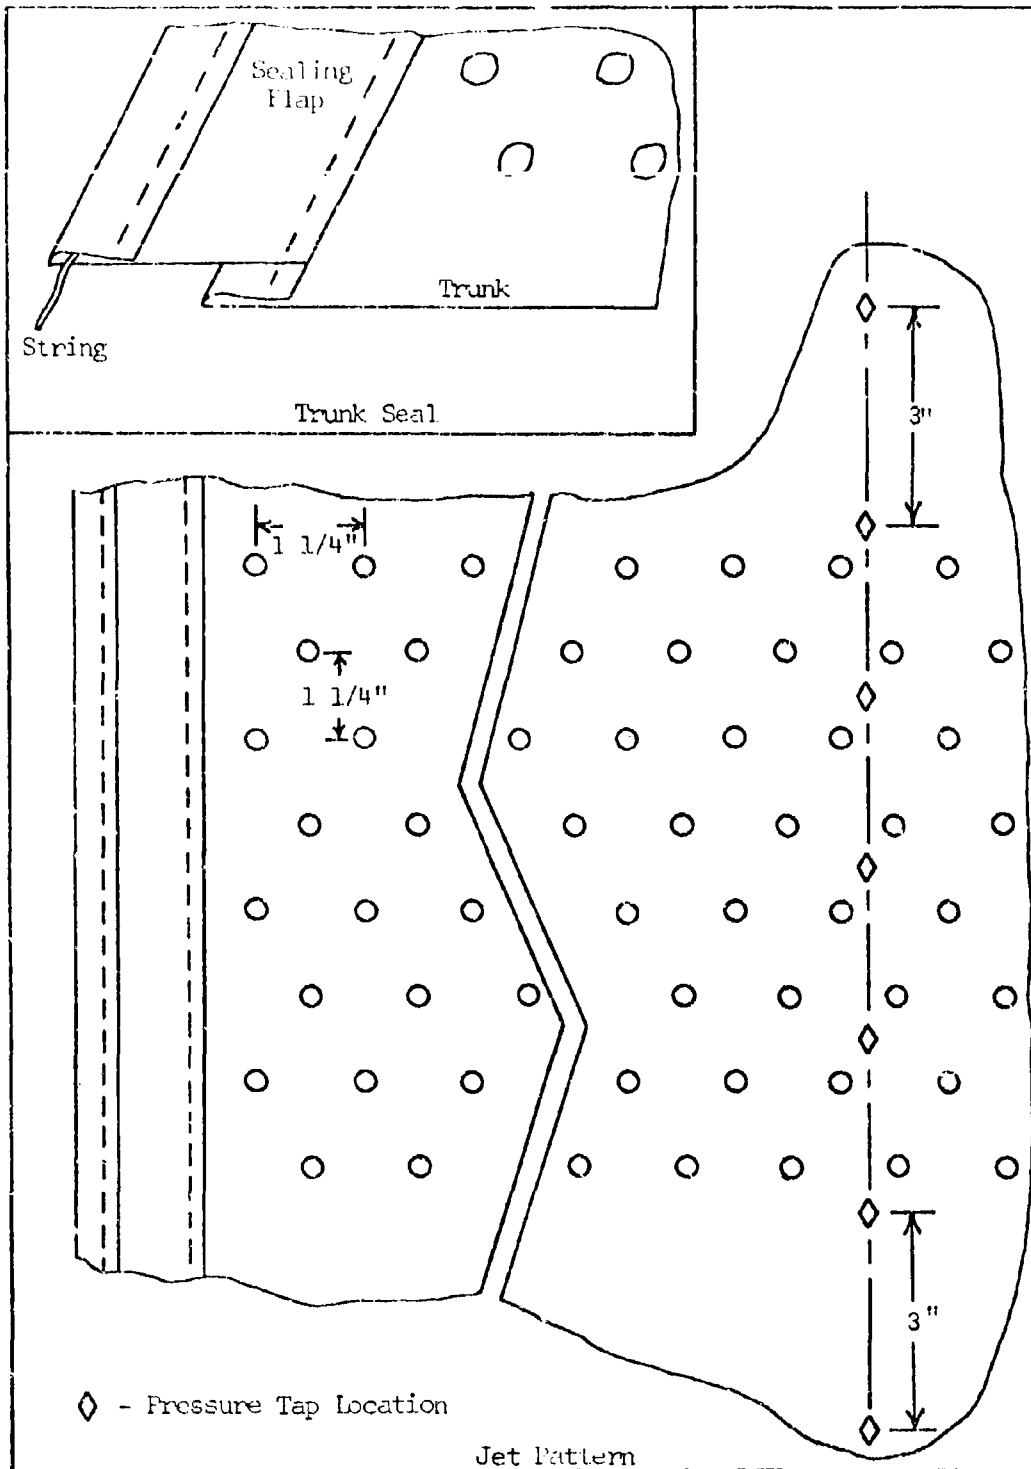 Sealing
Flap
Trunk
String
Trunk Seal
3"
1 1/4"
1 1/4"
3"
◊ - Pressure Tap Location
Jet Pattern